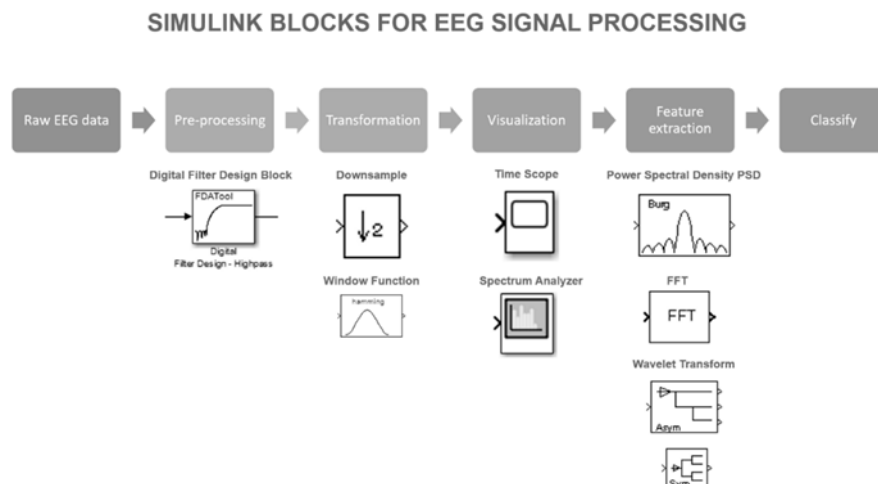 SIMULINK BLOCKS FOR EEG SIGNAL PROCESSING
Raw EEG data
Pre-processing
Transformation
Visualization
Feature
extraction
Classify
Digital Filter Design Block
FDATool
Digital
Filter Design - Highpass
Downsample
2
Window Function
hamming
Time Scope
Spectrum Analyzer
Power Spectral Density PSD
Burg
FFT
FFT
Wavelet Transform
Asym